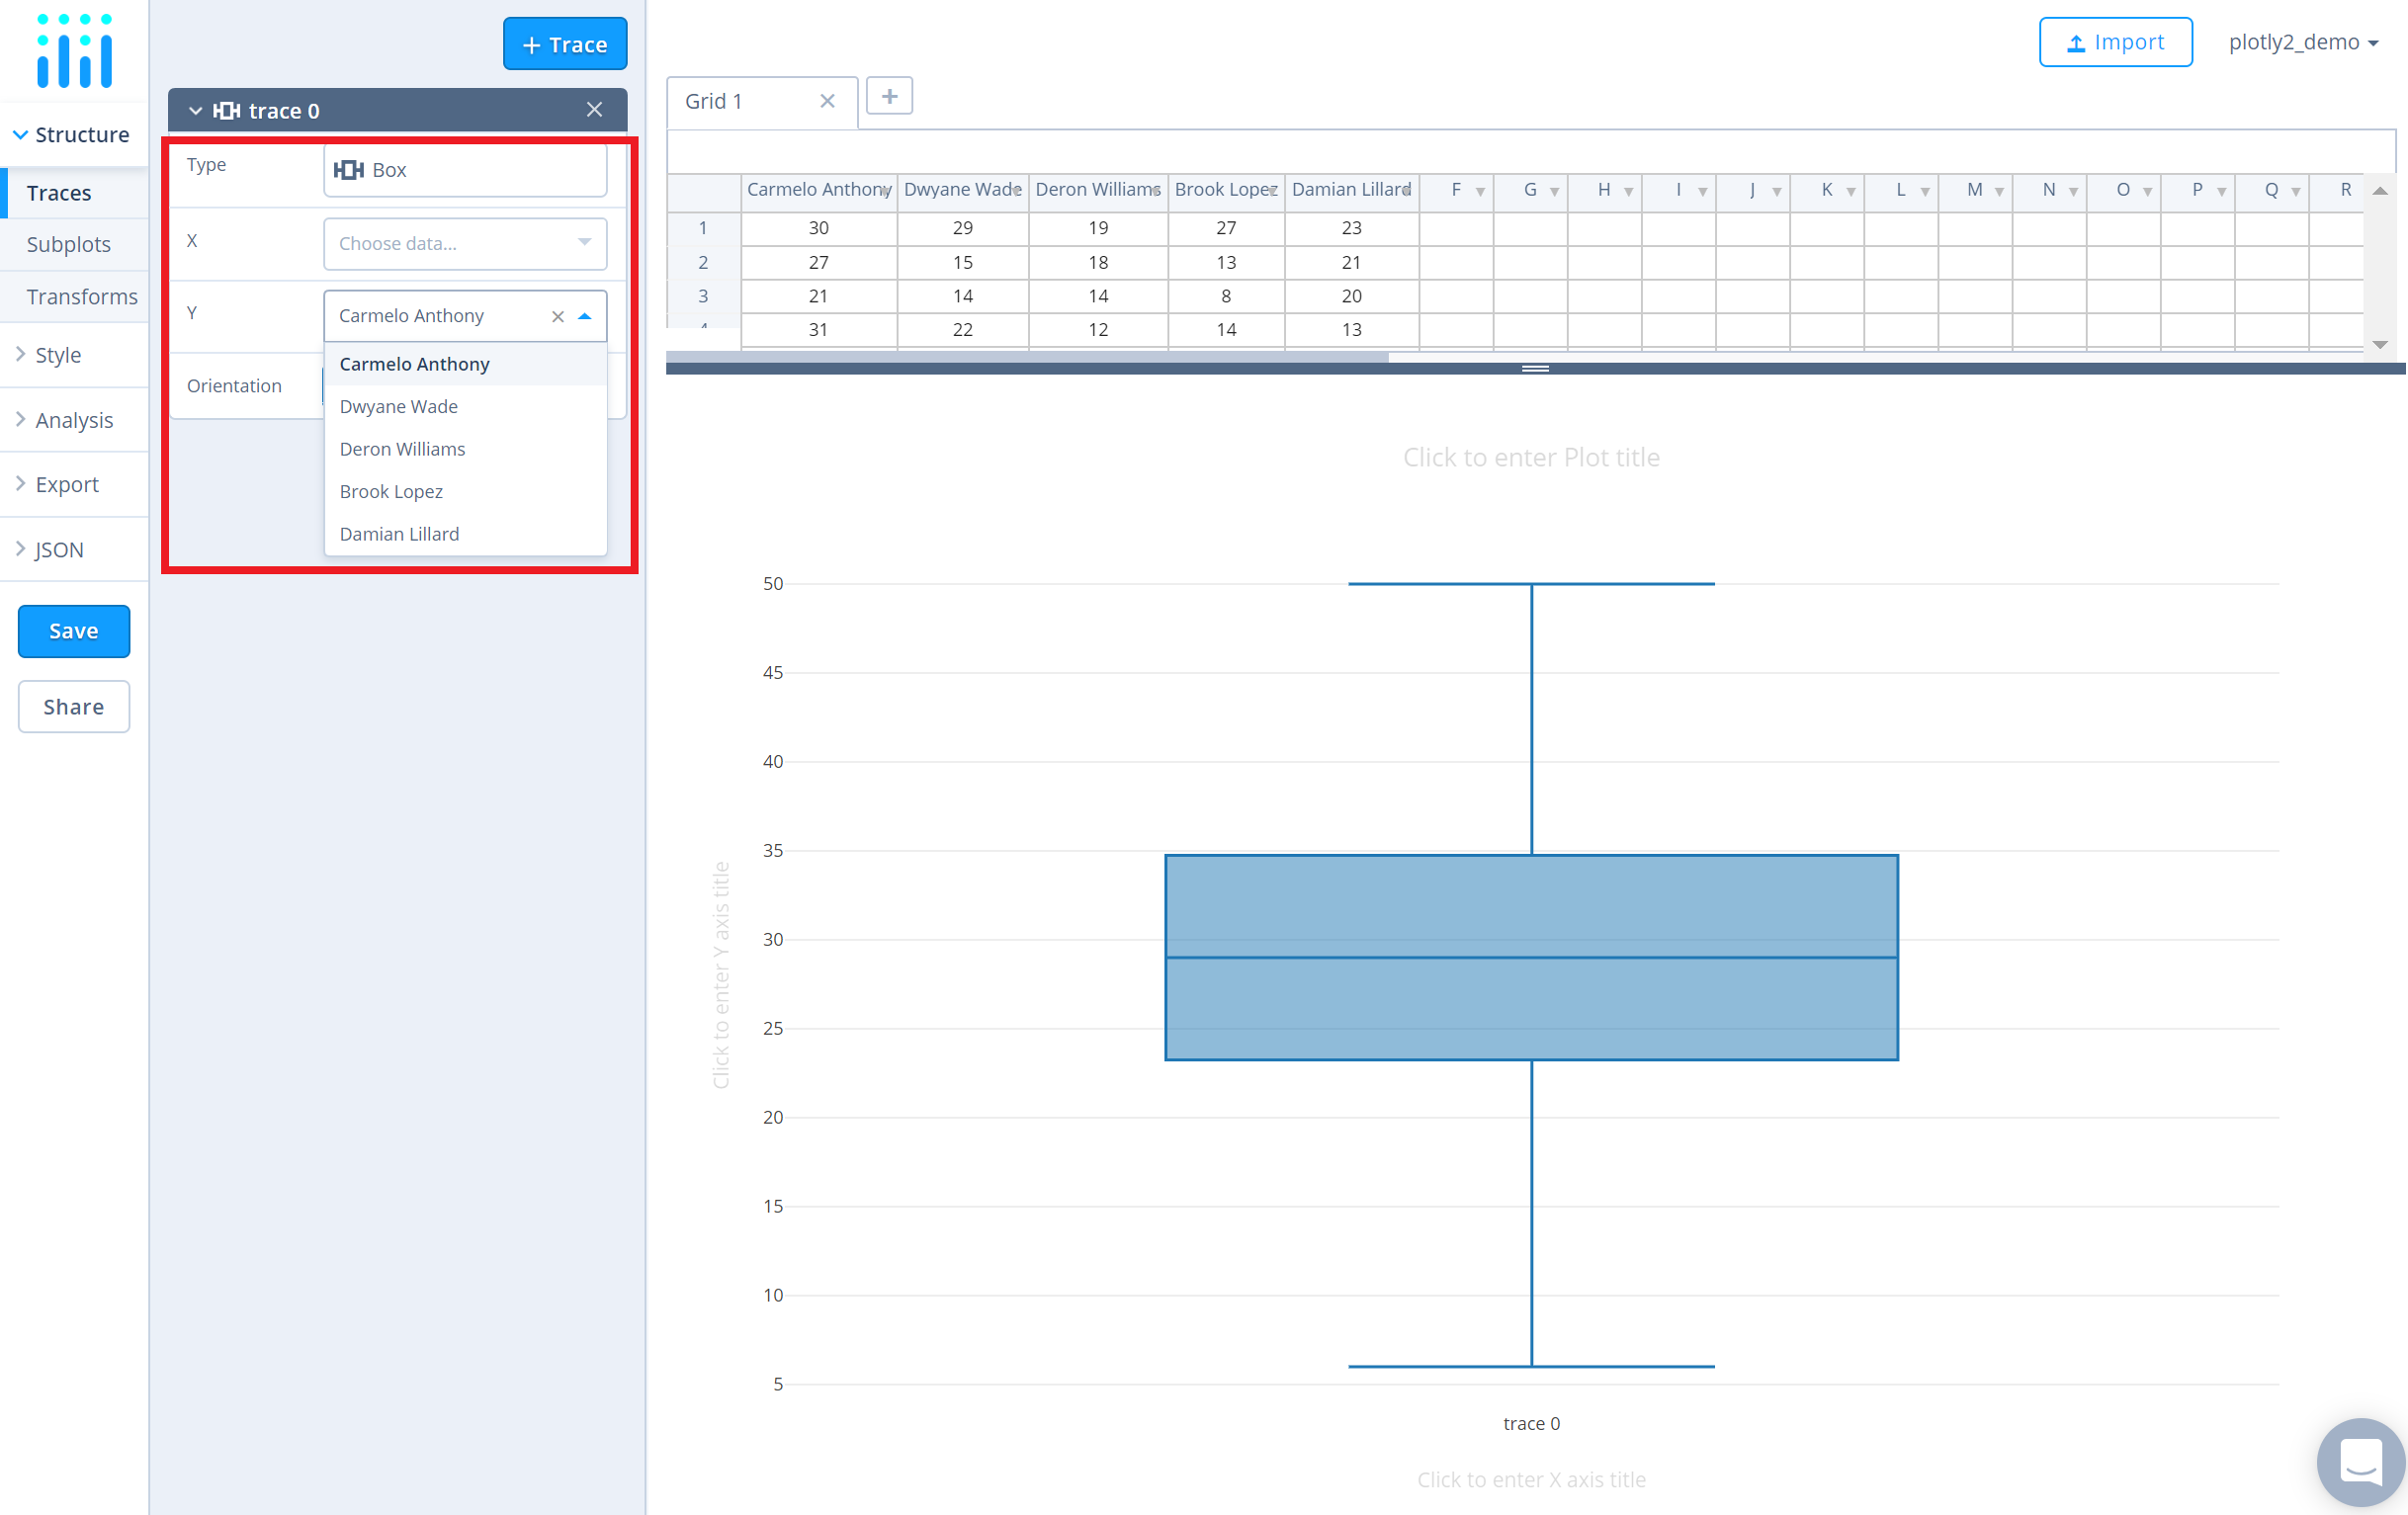 + Trace
Import
plotly2_demo
trace 0
Grid 1
+
Structure
Traces
Subplots
Transforms
Style
Analysis
Export
JSON
Save
Share
Type
Box
X
Choose data...
Y
Carmelo Anthony
Carmelo Anthony
Dwyane Wade
Deron Williams
Brook Lopez
Damian Lillard
Orientation
Carmelo Anthony Dwyane Wade Deron Williams Brook Lopez Damian Lillard F G H I J K L M N O P Q R
1 30 29 19 27 23
2 27 15 18 13 21
3 21 14 14 8 20
4 31 22 12 14 13
Click to enter Plot title
Click to enter Y axis title
50
45
40
35
30
25
20
15
10
5
trace 0
Click to enter X axis title